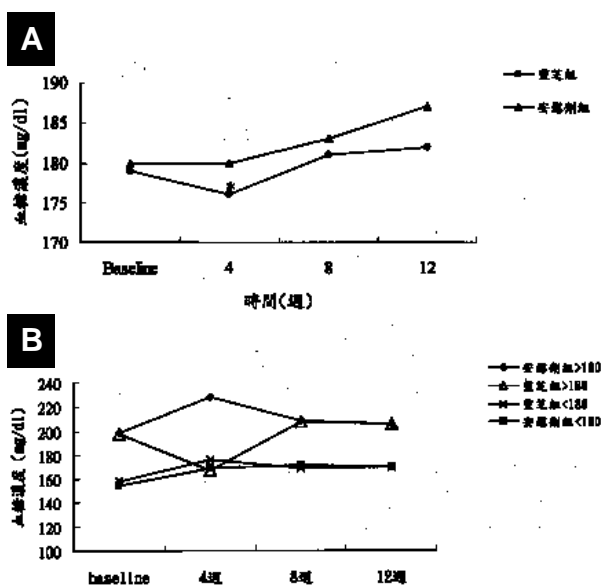 A
190
185
180
175
170
血糖濃度(mg/dl)
*
Baseline 4 8 12
時間(週)
靈芝組
安慰劑組
B
240
220
200
180
160
140
120
100
血糖濃度(mg/dl)
baseline 4週 8週 12週
安慰劑組>180
靈芝組>180
靈芝組<180
安慰劑組<180